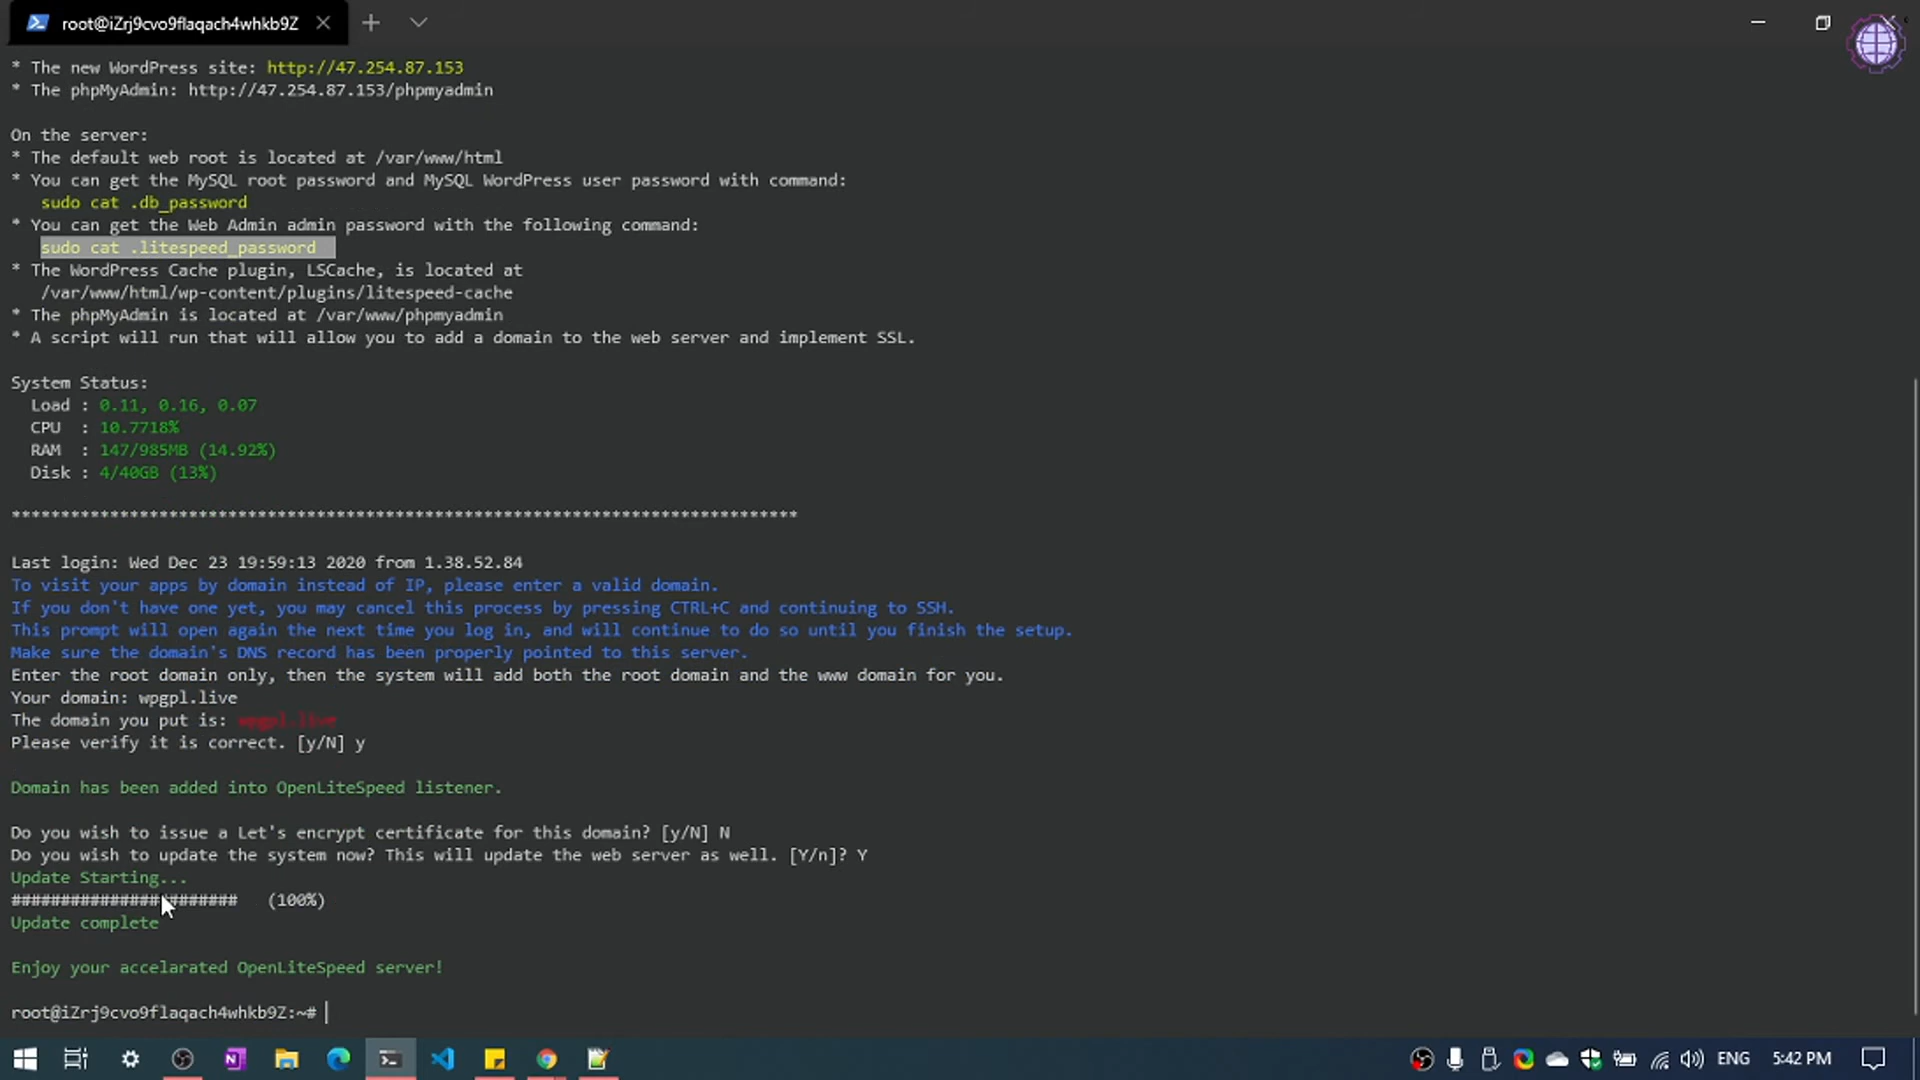 root@iZrj9cvo9flaqach4whkb9Z
* The new WordPress site: http://47.254.87.153
* The phpMyAdmin: http://47.254.87.153/phpmyadmin
On the server:
* The default web root is located at /var/www/html
* You can get the MySQL root password and MySQL WordPress user password with command:
sudo cat .db_password
* You can get the Web Admin admin password with the following command:
sudo cat .litespeed_password
* The WordPress Cache plugin, LSCache, is located at
/var/www/html/wp-content/plugins/litespeed-cache
* The phpMyAdmin is located at /var/www/phpmyadmin
* A script will run that will allow you to add a domain to the web server and implement SSL.
System Status:
Load : 0.11, 0.16, 0.07
CPU : 10.7718%
RAM : 147/985MB (14.92%)
Disk : 4/40GB (13%)
********************************************************************************
Last login: Wed Dec 23 19:59:13 2020 from 1.38.52.84
To visit your apps by domain instead of IP, please enter a valid domain.
If you don't have one yet, you may cancel this process by pressing CTRL+C and continuing to SSH.
This prompt will open again the next time you log in, and will continue to do so until you finish the setup.
Make sure the domain's DNS record has been properly pointed to this server.
Enter the root domain only, then the system will add both the root domain and the www domain for you.
Your domain: wpgpl.live
The domain you put is: wpgpl.live
Please verify it is correct. [y/N] y
Domain has been added into OpenLiteSpeed listener.
Do you wish to issue a Let's encrypt certificate for this domain? [y/N] N
Do you wish to update the system now? This will update the web server as well. [Y/n]? Y
Update Starting...
####################### (100%)
Update complete
Enjoy your accelarated OpenLiteSpeed server!
root@iZrj9cvo9flaqach4whkb9Z:~#
ENG 5:42 PM